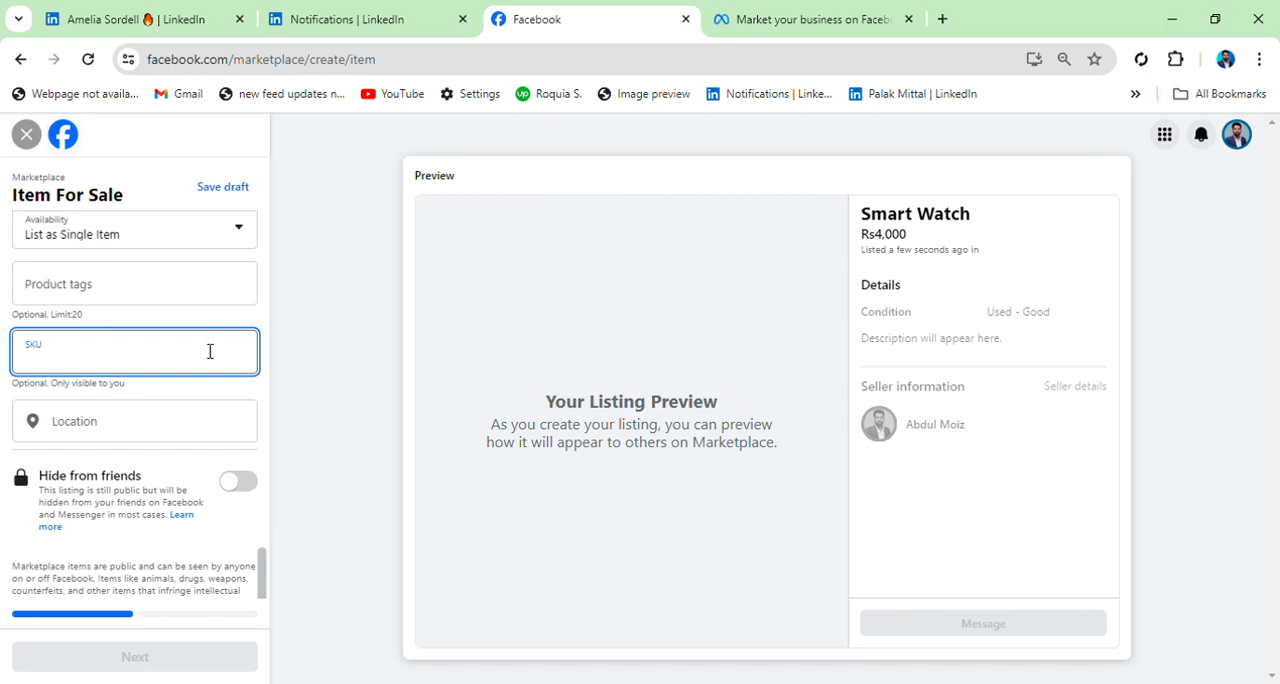 Amelia Sordell🔥 | LinkedIn
Notifications | LinkedIn
Facebook
Market your business on Faceb
facebook.com/marketplace/create/item
Webpage not availa...
Gmail
new feed updates n...
YouTube
Settings
Roquia S.
Image preview
Notifications | Linke...
Palak Mittal | LinkedIn
All Bookmarks
Marketplace
Item For Sale
Save draft
Availability
List as Single Item
Product tags
Optional. Limit:20
SKU
Optional. Only visible to you
Location
Hide from friends
This listing is still public but will be
hidden from your friends on Facebook
and Messenger in most cases. Learn
more
Marketplace items are public and can be seen by anyone
on or off Facebook. Items like animals, drugs, weapons,
counterfeits, and other items that infringe intellectual
Next
Preview
Your Listing Preview
As you create your listing, you can preview
how it will appear to others on Marketplace.
Smart Watch
Rs4,000
Listed a few seconds ago in
Details
Condition Used - Good
Description will appear here.
Seller information Seller details
Abdul Moiz
Message